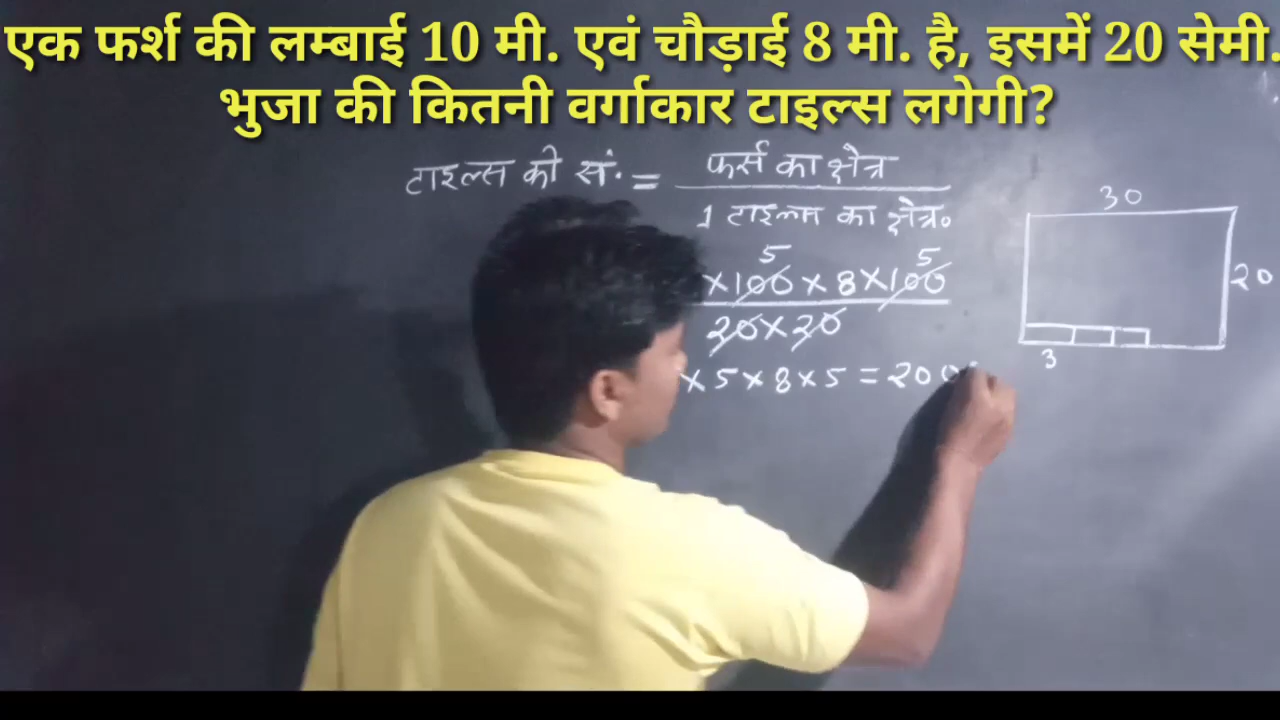 एक फर्श की लम्बाई 10 मी. एवं चौड़ाई 8 मी. है, इसमें 20 सेमी.
भुजा की कितनी वर्गाकार टाइल्स लगेगी?
टाइल्स की सं. = फर्स का क्षेत्र
1 टाइल्स का क्षेत्र.
5 5
×100 × 8 × 100
20 × 20
× 5 × 8 × 5 = 200
30
20
3